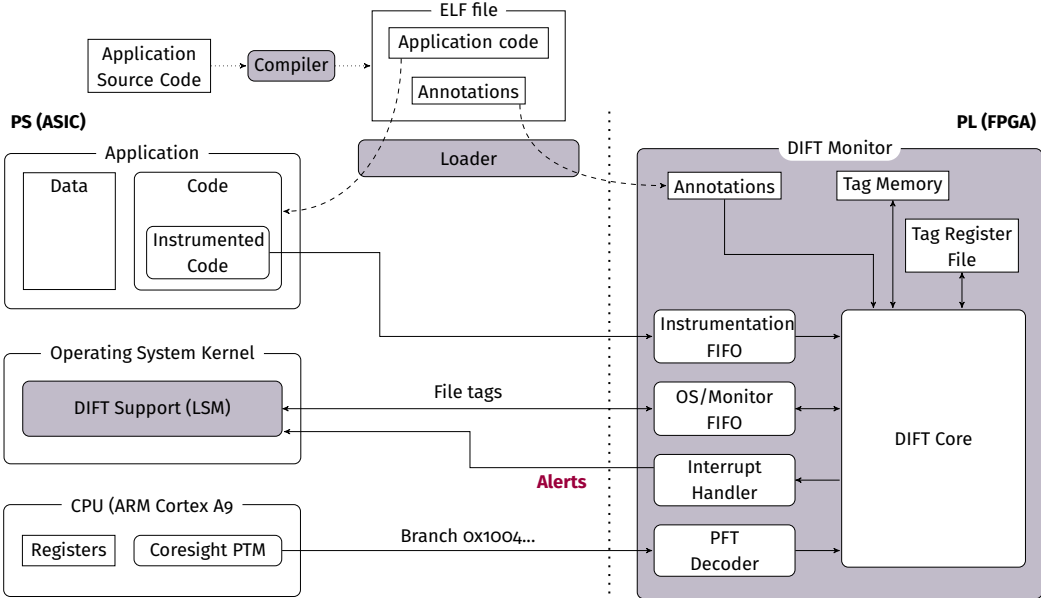 ELF file
Application code
Application
Source Code
Compiler
Annotations
PS (ASIC)
PL (FPGA)
Loader
Application
Data
Code
Instrumented
Code
DIFT Monitor
Annotations
Tag Memory
Tag Register
File
Instrumentation
FIFO
Operating System Kernel
DIFT Support (LSM)
File tags
OS/Monitor
FIFO
DIFT Core
Alerts
Interrupt
Handler
CPU (ARM Cortex A9
Registers
Coresight PTM
Branch 0x1004...
PFT
Decoder